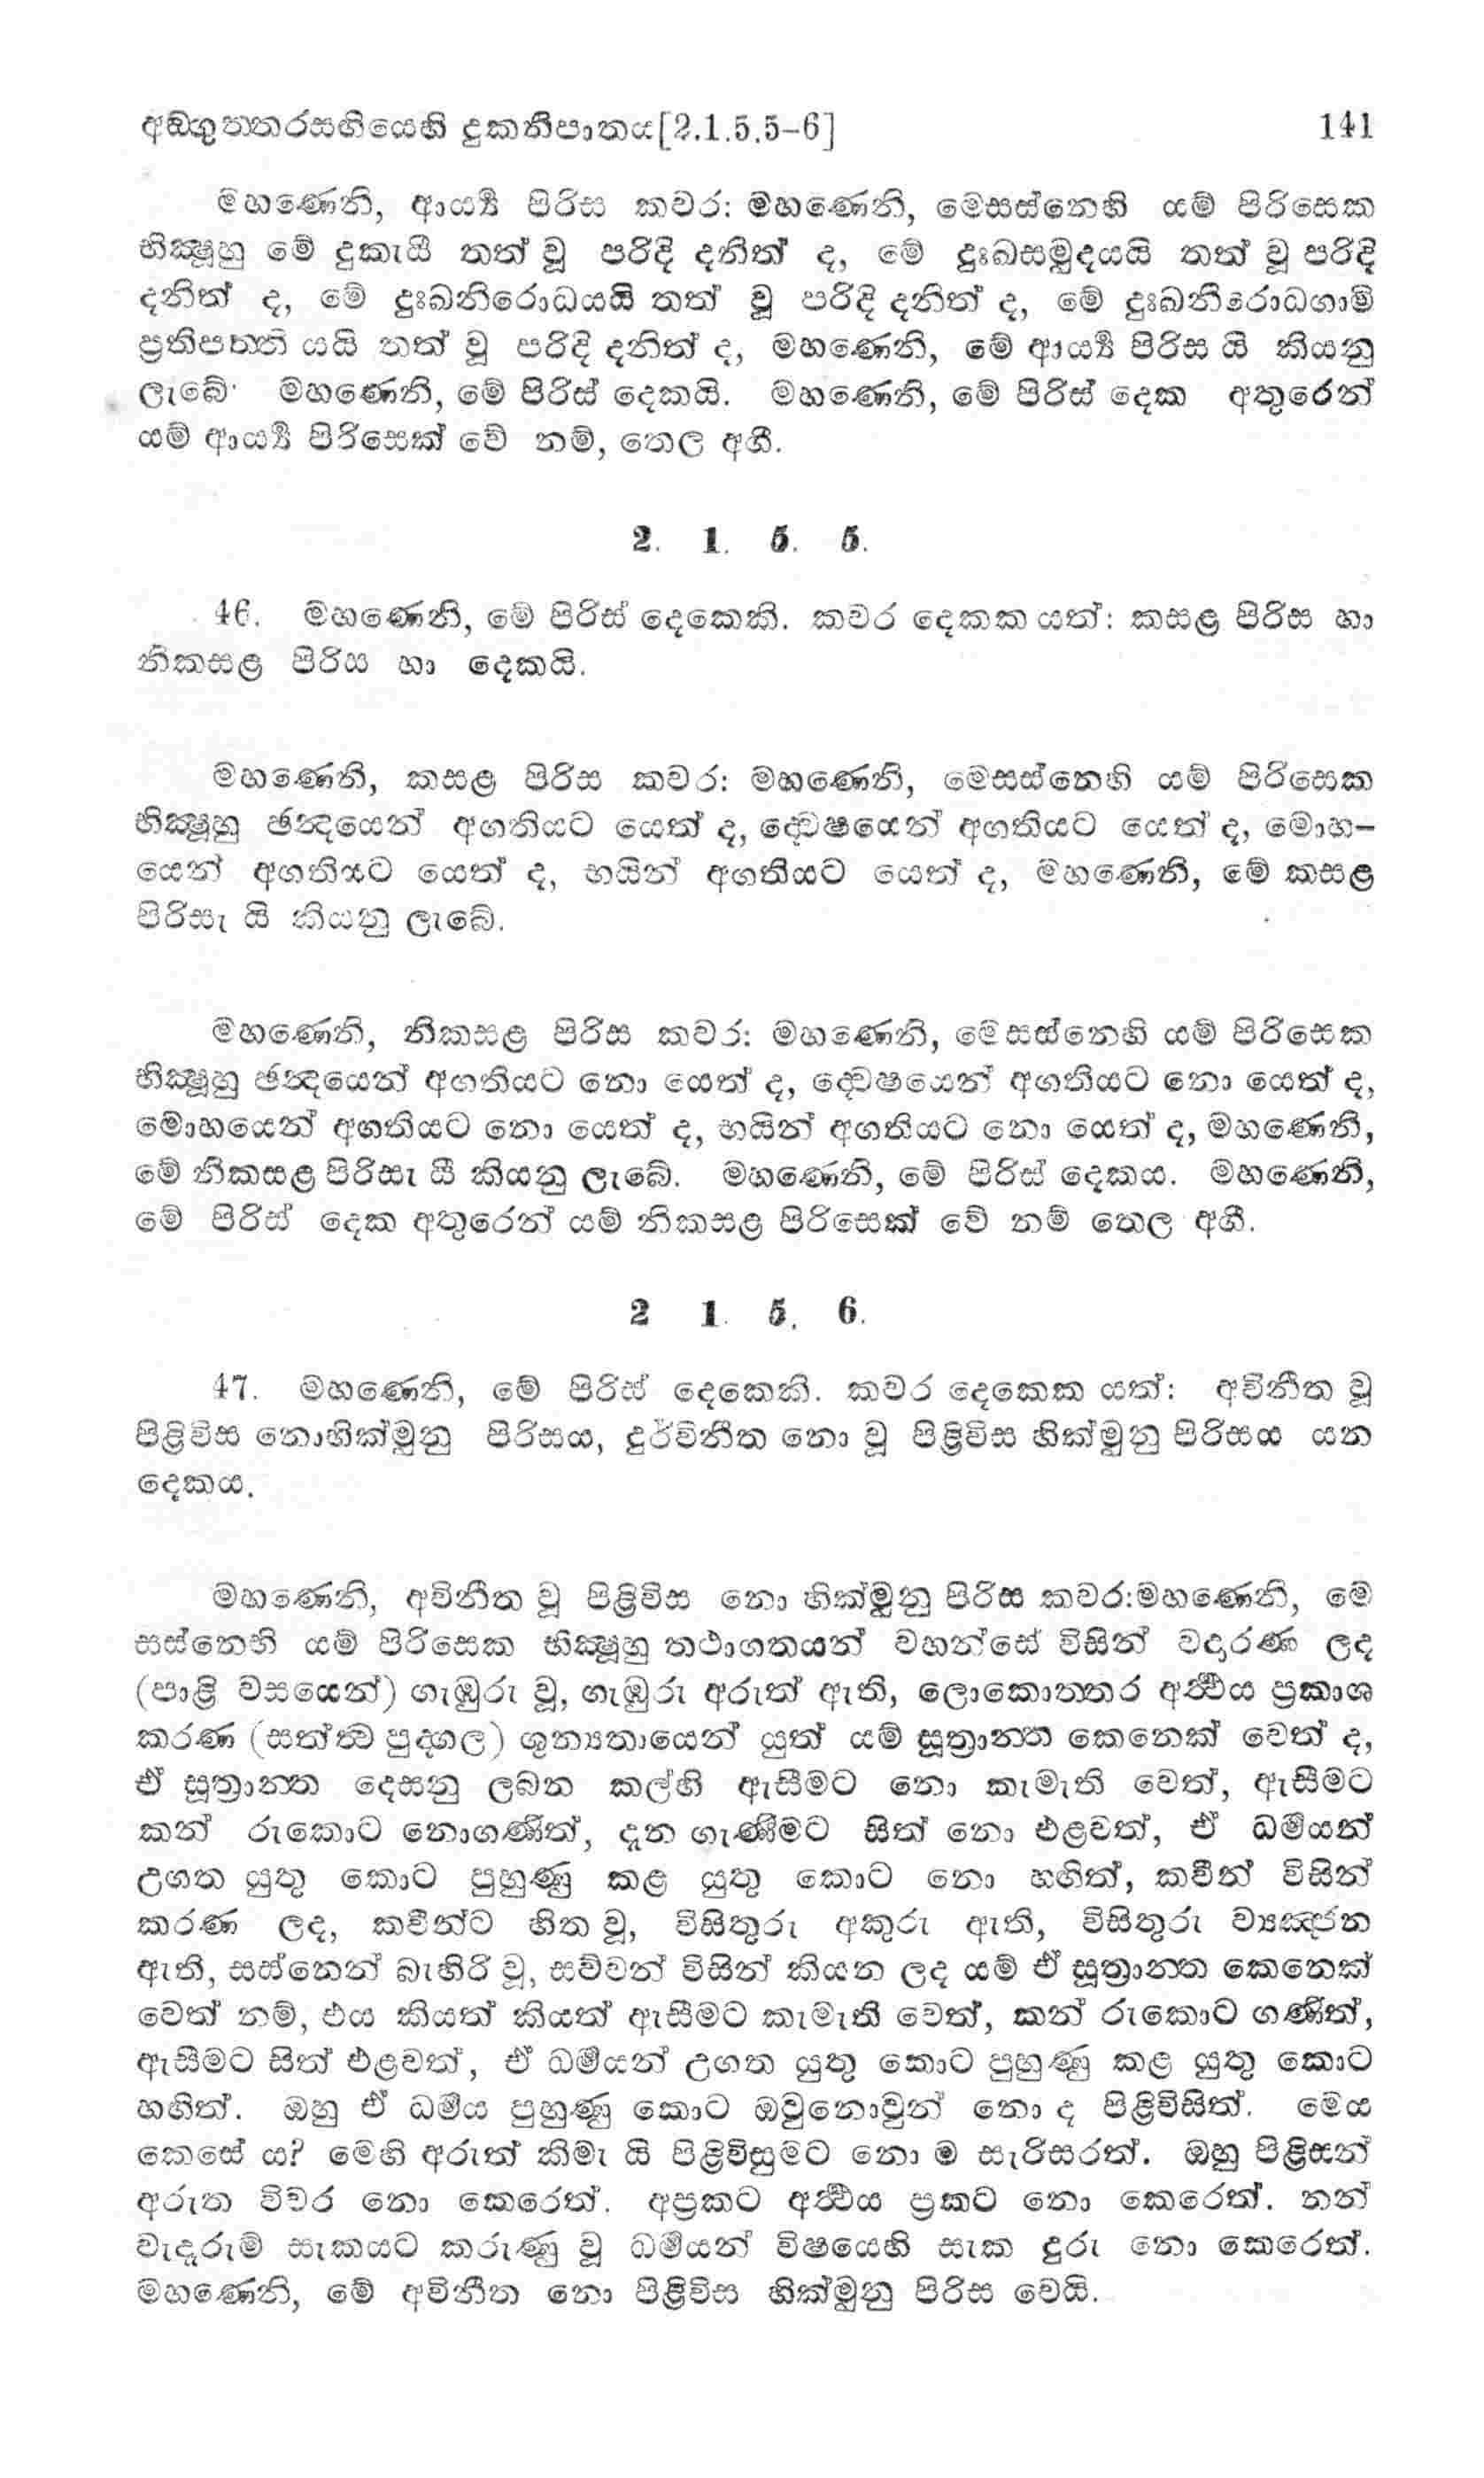 අඞ්ගුත්තරසඟියෙහි දුකනිපාතය[2.1.5.5-6] 141
මහණෙනි, ආර්ය්‍ය පිරිස කවර: මහණෙනි, මෙසස්නෙහි යම් පිරිසෙක
භික්‍ෂූහු මේ දුකැයි තත් වූ පරිදි දනිත් ද, මේ දුඃඛසමුදයයි තත් වූ පරිදි
දනිත් ද, මේ දුඃඛනිරොධයයි තත් වූ පරිදි දනිත් ද, මේ දුඃඛනිරොධගාමි
ප්‍රතිපත්ති යයි තත් වූ පරිදි දනිත් ද, මහණෙනි, මේ ආර්ය්‍ය පිරිස යි කියනු
ලැබේ. මහණෙනි, මේ පිරිස් දෙකයි. මහණෙනි, මේ පිරිස් දෙක අතුරෙන්
යම් ආර්ය්‍ය පිරිසෙක් වේ නම්, තෙල අගී.
2. 1. 5. 5.
46. මහණෙනි, මේ පිරිස් දෙකෙකි. කවර දෙකක යත්: කසළ පිරිස හා
නිකසළ පිරිස හා දෙකයි.
මහණෙනි, කසළ පිරිස කවර: මහණෙනි, මෙසස්නෙහි යම් පිරිසෙක
භික්‍ෂූහු ඡන්‍දයෙන් අගතියට යෙත් ද, ද්වෙෂයෙන් අගතියට යෙත් ද, මොහ-
යෙන් අගතියට යෙත් ද, භයින් අගතියට යෙත් ද, මහණෙනි, මේ කසළ
පිරිසැ යි කියනු ලැබේ.
මහණෙනි, නිකසළ පිරිස කවර: මහණෙනි, මෙසස්නෙහි යම් පිරිසෙක
භික්‍ෂූහු ඡන්‍දයෙන් අගතියට නො යෙත් ද, ද්වෙෂයෙන් අගතියට නො යෙත් ද,
මොහයෙන් අගතියට නො යෙත් ද, භයින් අගතියට නො යෙත් ද, මහණෙනි,
මේ නිකසළ පිරිසැ යි කියනු ලැබේ. මහණෙනි, මේ පිරිස් දෙකය. මහණෙනි,
මේ පිරිස් දෙක අතුරෙන් යම් නිකසළ පිරිසෙක් වේ නම් තෙල අගී.
2 1. 5. 6.
47. මහණෙනි, මේ පිරිස් දෙකෙකි. කවර දෙකෙක යත්: අවිනීත වූ
පිළිවිස නොහික්මුනු පිරිසය, දුර්විනීත නො වූ පිළිවිස හික්මුනු පිරිසය යන
දෙකය.
මහණෙනි, අවිනීත වූ පිළිවිස නො හික්මුනු පිරිස කවර:මහණෙනි, මෙ
සස්නෙහි යම් පිරිසෙක භික්‍ෂූහු තථාගතයන් වහන්සේ විසින් වදාරණ ලද
(පාළි වසයෙන්) ගැඹුරු වූ, ගැඹුරු අරුත් ඇති, ලොකොත්තර අර්ථය ප්‍රකාශ
කරණ (සත්ත්‍ව පුද්ගල) ශුන්‍යතායෙන් යුත් යම් සූත්‍රාන්ත කෙනෙක් වෙත් ද,
ඒ සූත්‍රාන්ත දෙසනු ලබන කල්හි ඇසීමට නො කැමැති වෙත්, ඇසීමට
කන් රුකොට නොගණිත්, දැන ගැණීමට සිත් නො එළවත්, ඒ ධර්මයන්
උගත යුතු කොට පුහුණු කළ යුතු කොට නො හඟිත්, කවීන් විසින්
කරණ ලද, කවීන්ට හිත වූ, විසිතුරු අකුරු ඇති, විසිතුරු ව්‍යඤ්ජන
ඇති, සස්නෙන් බැහිරි වූ, සව්වන් විසින් කියන ලද යම් ඒ සූත්‍රාන්ත කෙනෙක්
වෙත් නම්, එය කියත් කියත් ඇසීමට කැමැති වෙත්, කන් රුකොට ගණිත්,
ඇසීමට සිත් එළවත්, ඒ ධර්මයන් උගත යුතු කොට පුහුණු කළ යුතු කොට
හඟිත්. ඔහු ඒ ධර්මය පුහුණු කොට ඔවුනොවුන් නො ද පිළිවිසිත්. මෙය
කෙසේ ය? මෙහි අරුත් කිමැ යි පිළිවිසුමට නො ම සැරිසරත්. ඔහු පිළිසන්
අරුත විවර නො කෙරෙත්. අප්‍රකට අර්ථය ප්‍රකට නො කෙරෙත්. නන්
වැදෑරුම් සැකයට කරුණු වූ ධර්මයන් විෂයෙහි සැක දුරු නො කෙරෙත්.
මහණෙනි, මේ අවිනීත නො පිළිවිස හික්මුනු පිරිස වෙයි.